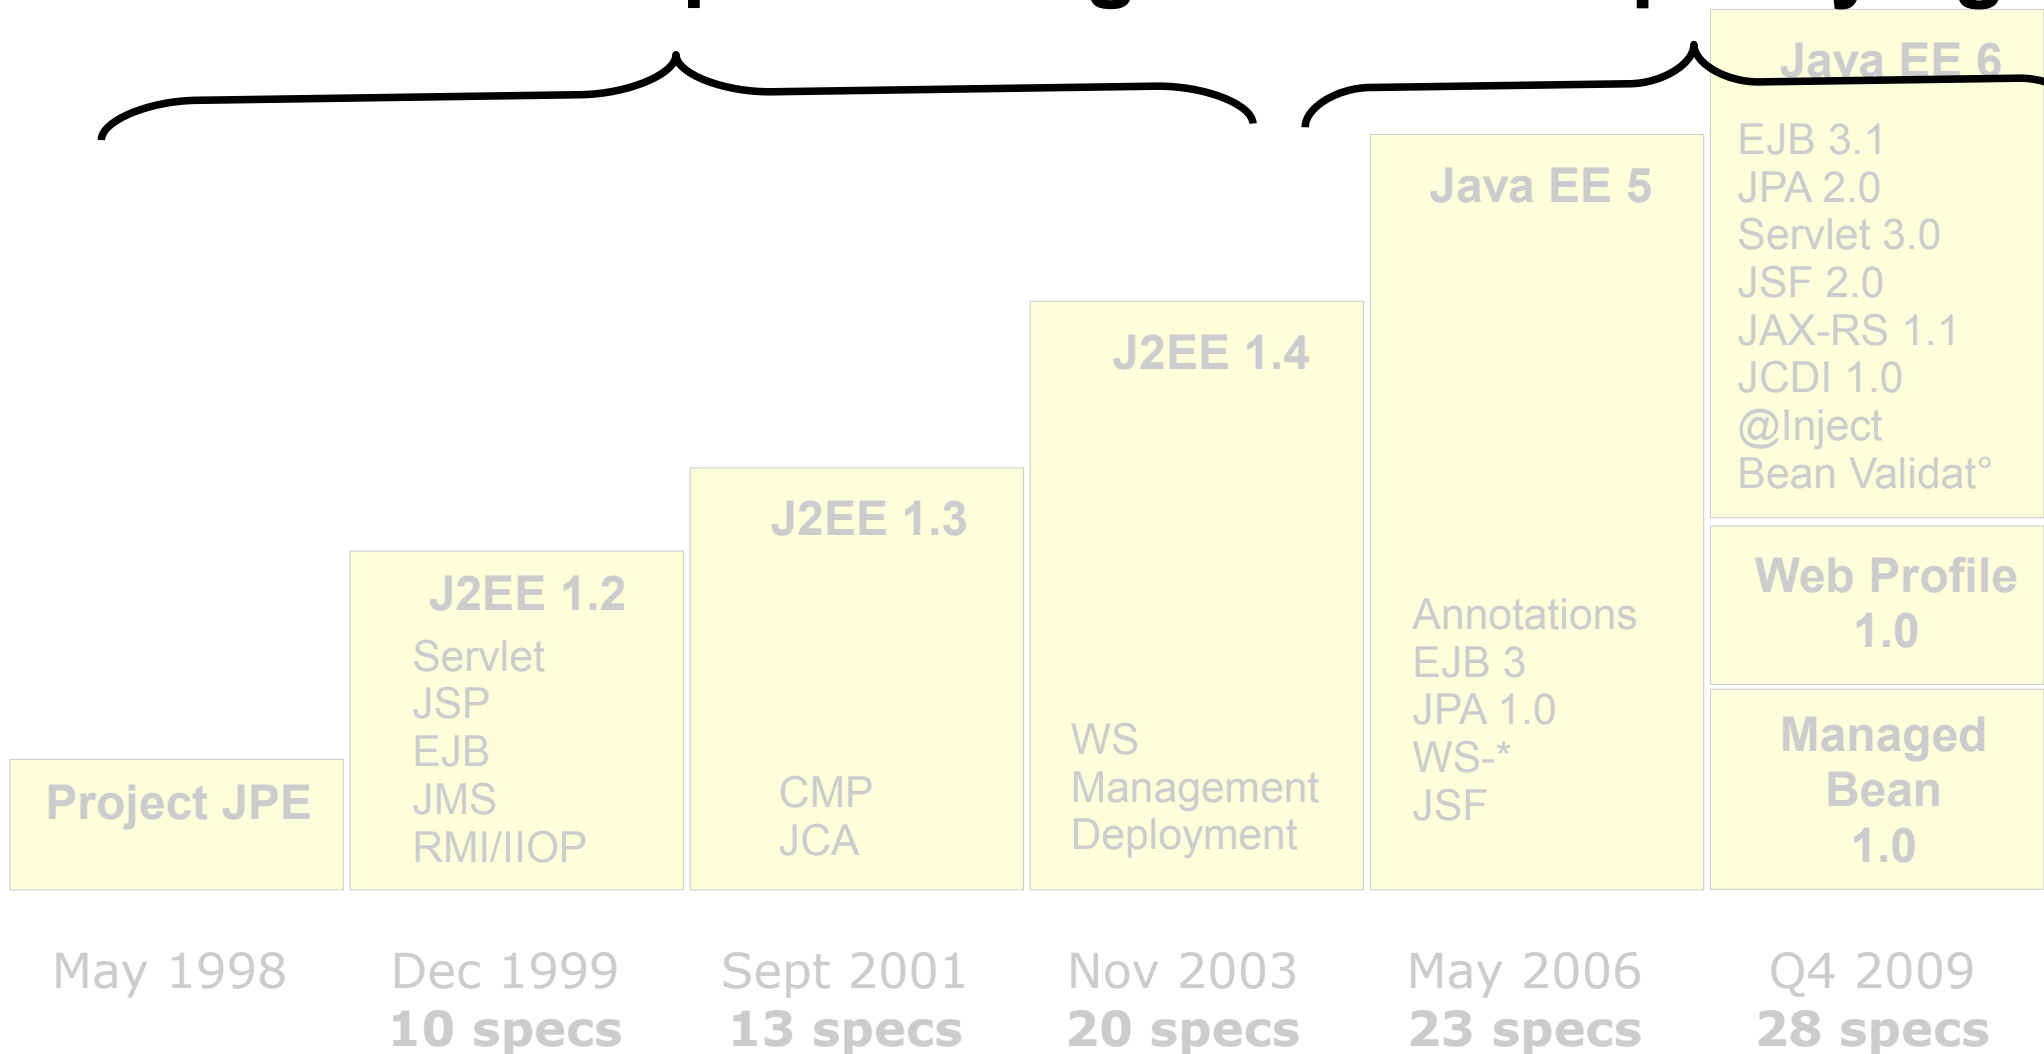 Java EE 6
EJB 3.1
JPA 2.0
Servlet 3.0
JSF 2.0
JAX-RS 1.1
JCDI 1.0
@Inject
Bean Validat°
Web Profile
1.0
Managed
Bean
1.0
Java EE 5
Annotations
EJB 3
JPA 1.0
WS-*
JSF
J2EE 1.4
WS
Management
Deployment
J2EE 1.3
CMP
JCA
J2EE 1.2
Servlet
JSP
EJB
JMS
RMI/IIOP
Project JPE
May 1998
Dec 1999
10 specs
Sept 2001
13 specs
Nov 2003
20 specs
May 2006
23 specs
Q4 2009
28 specs